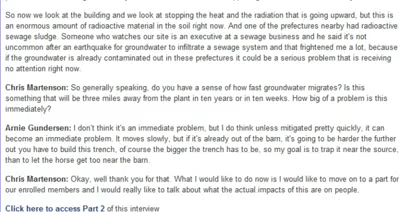 So now we look at the building and we look at stopping the heat and the radiation that is going upward, but this is
an enormous amount of radioactive material in the soil right now. And one of the prefectures nearby had radioactive
sewage sludge. Someone who watches our site is an executive at a sewage business and he said it's not
uncommon after an earthquake for groundwater to infiltrate a sewage system and that frightened me a lot, because
if the groundwater is already contaminated out in these prefectures it could be a serious problem that is receiving
no attention right now.
Chris Martenson: So generally speaking, do you have a sense of how fast groundwater migrates? Is this
something that will be three miles away from the plant in ten years or in ten weeks. How big of a problem is this
immediately?
Arnie Gundersen: I don't think it's an immediate problem, but I do think unless mitigated pretty quickly, it can
become an immediate problem. It moves slowly, but if it's already out of the barn, it's going to be harder the further
out you have to build this trench, of course the bigger the trench has to be, so my goal is to trap it near the source,
than to let the horse get too near the barn.
Chris Martenson: Okay, well thank you for that. What I would like to do now is I would like to move on to a part for
our enrolled members and I would really like to talk about what the actual impacts of this are on people.
Click here to access Part 2 of this interview